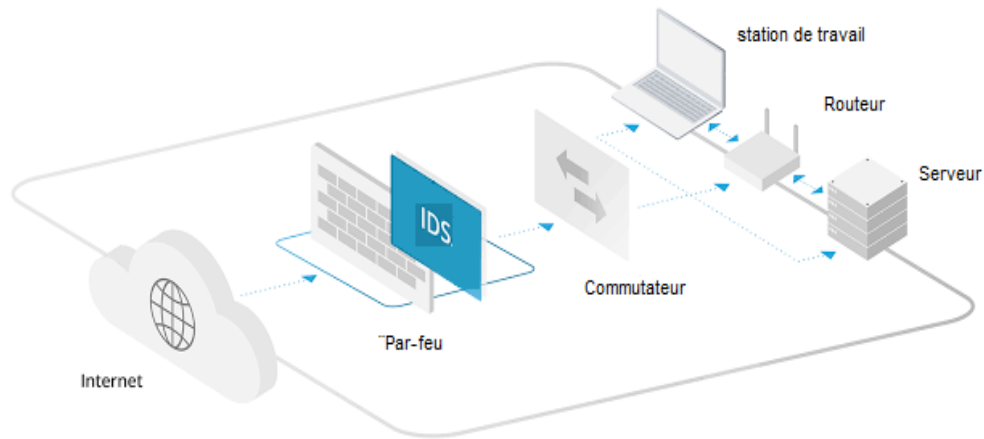 station de travail
Routeur
Serveur
IDS.
Commutateur
¨Par-feu
Internet